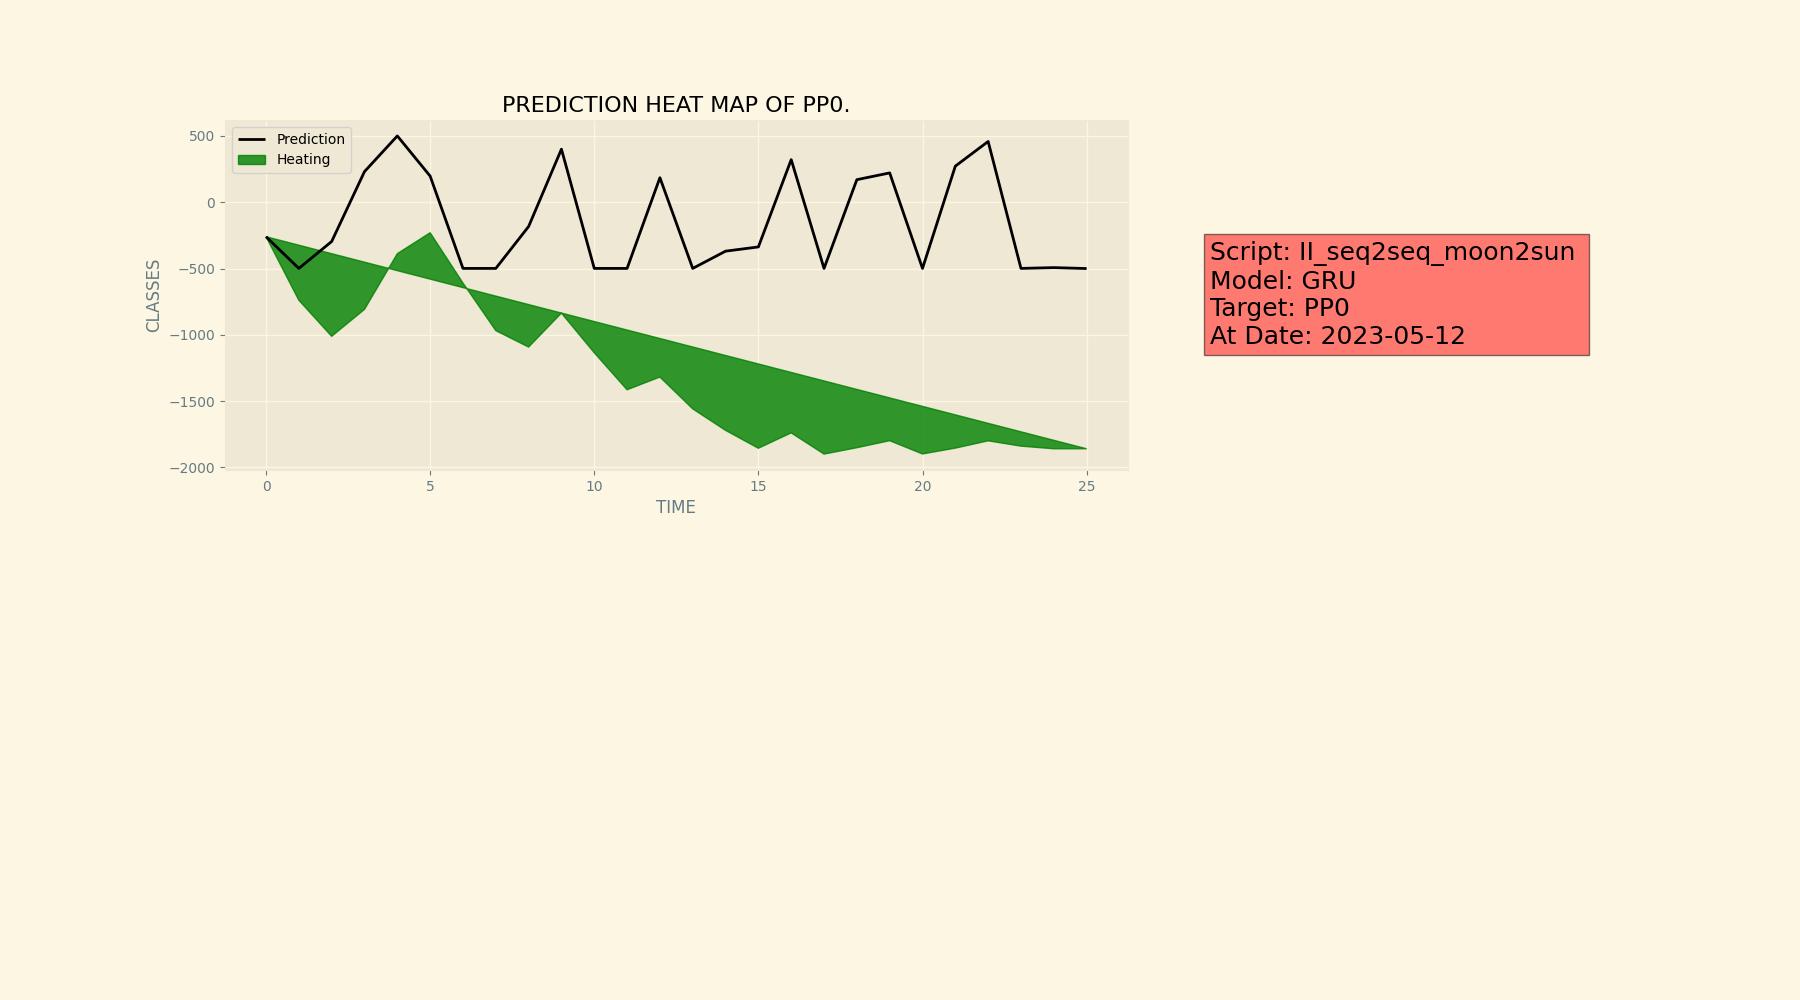 PREDICTION HEAT MAP OF PP0.
Prediction
Heating
500
0
−500
−1000
−1500
−2000
CLASSES
0 5 10 15 20 25
TIME
Script: II_seq2seq_moon2sun
Model: GRU
Target: PP0
At Date: 2023-05-12